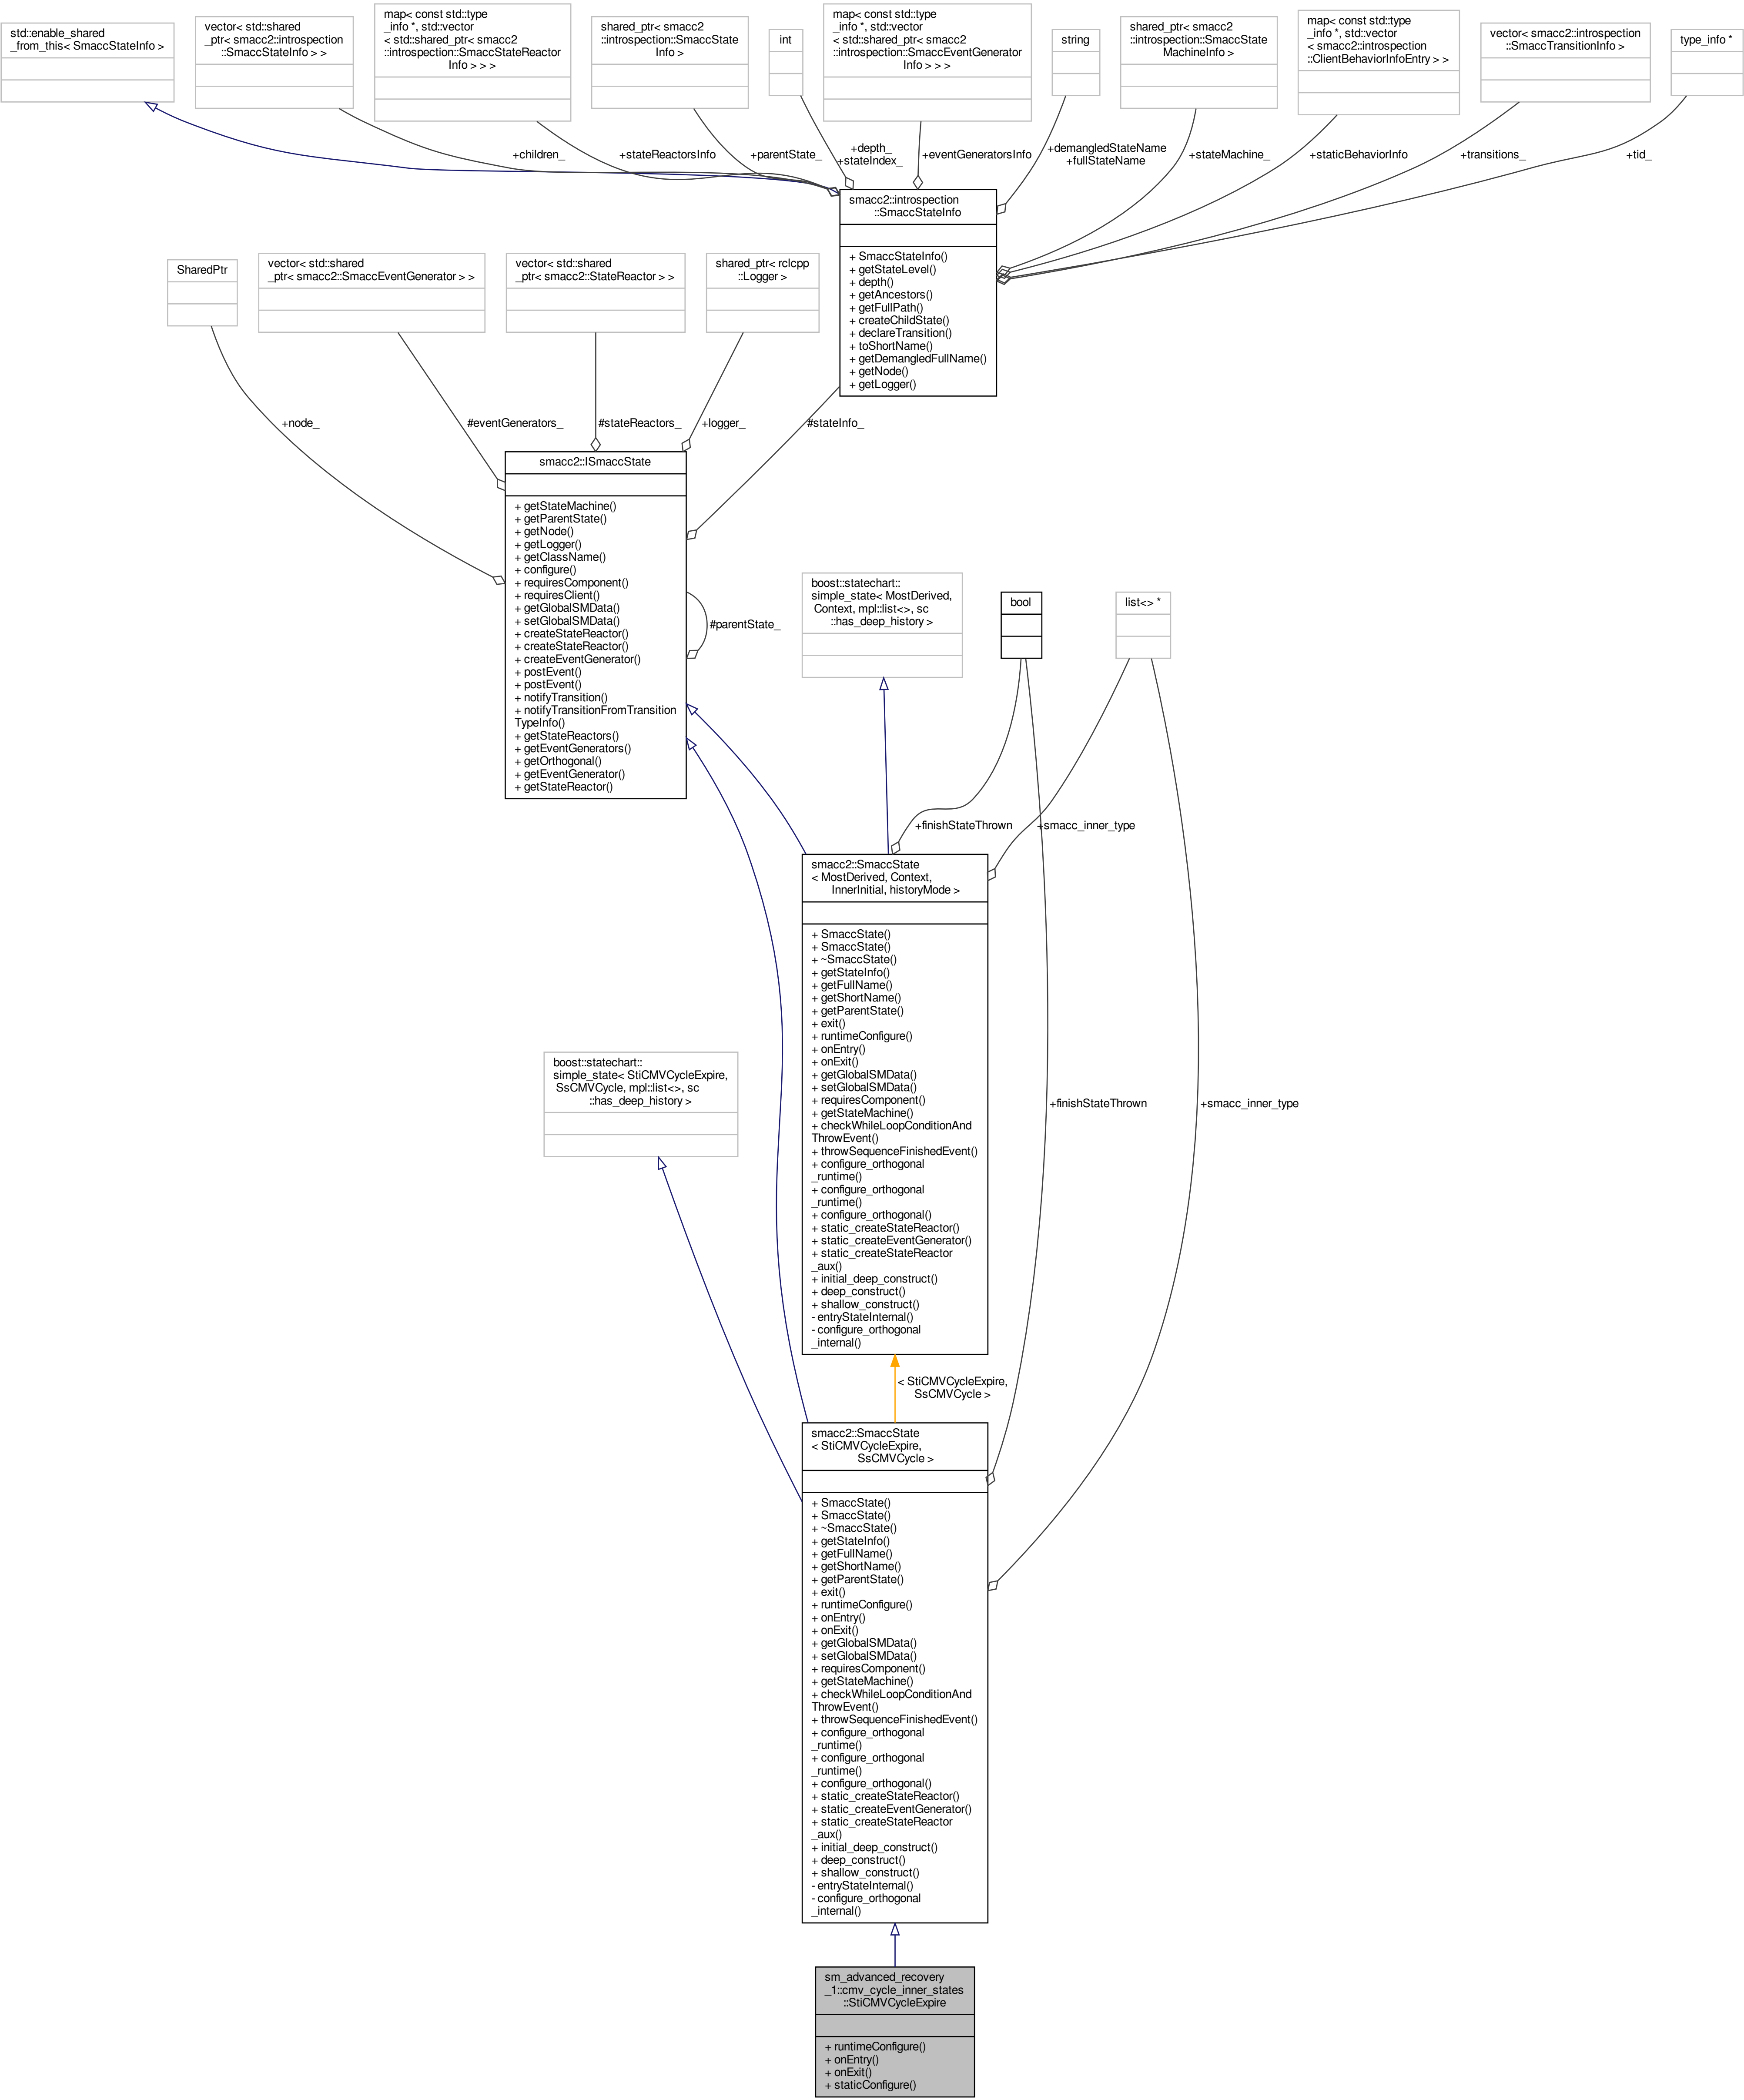 std::enable_shared
_from_this< SmaccStateInfo >
vector< std::shared
_ptr< smacc2::introspection
::SmaccStateInfo > >
map< const std::type
_info *, std::vector
< std::shared_ptr< smacc2
::introspection::SmaccStateReactor
Info > > >
shared_ptr< smacc2
::introspection::SmaccState
Info >
int
map< const std::type
_info *, std::vector
< std::shared_ptr< smacc2
::introspection::SmaccEventGenerator
Info > > >
string
shared_ptr< smacc2
::introspection::SmaccState
MachineInfo >
map< const std::type
_info *, std::vector
< smacc2::introspection
::ClientBehaviorInfoEntry > >
vector< smacc2::introspection
::SmaccTransitionInfo >
type_info *
+children_
+stateReactorsInfo
+parentState_
+depth_
+stateIndex_
+eventGeneratorsInfo
+demangledStateName
+fullStateName
+stateMachine_
+staticBehaviorInfo
+transitions_
+tid_
smacc2::introspection
::SmaccStateInfo
+ SmaccStateInfo()
+ getStateLevel()
+ depth()
+ getAncestors()
+ getFullPath()
+ createChildState()
+ declareTransition()
+ toShortName()
+ getDemangledFullName()
+ getNode()
+ getLogger()
SharedPtr
vector< std::shared
_ptr< smacc2::SmaccEventGenerator > >
vector< std::shared
_ptr< smacc2::StateReactor > >
shared_ptr< rclcpp
::Logger >
+node_
#eventGenerators_
#stateReactors_
+logger_
#stateInfo_
smacc2::ISmaccState
+ getStateMachine()
+ getParentState()
+ getNode()
+ getLogger()
+ getClassName()
+ configure()
+ requiresComponent()
+ requiresClient()
+ getGlobalSMData()
+ setGlobalSMData()
+ createStateReactor()
+ createStateReactor()
+ createEventGenerator()
+ postEvent()
+ postEvent()
+ notifyTransition()
+ notifyTransitionFromTransition
TypeInfo()
+ getStateReactors()
+ getEventGenerators()
+ getOrthogonal()
+ getEventGenerator()
+ getStateReactor()
#parentState_
boost::statechart::
simple_state< MostDerived,
Context, mpl::list<>, sc
::has_deep_history >
bool
list<> *
+finishStateThrown
+smacc_inner_type
smacc2::SmaccState
< MostDerived, Context,
InnerInitial, historyMode >
+ SmaccState()
+ SmaccState()
+ ~SmaccState()
+ getStateInfo()
+ getFullName()
+ getShortName()
+ getParentState()
+ exit()
+ runtimeConfigure()
+ onEntry()
+ onExit()
+ getGlobalSMData()
+ setGlobalSMData()
+ requiresComponent()
+ getStateMachine()
+ checkWhileLoopConditionAnd
ThrowEvent()
+ throwSequenceFinishedEvent()
+ configure_orthogonal
_runtime()
+ configure_orthogonal
_runtime()
+ configure_orthogonal()
+ static_createStateReactor()
+ static_createEventGenerator()
+ static_createStateReactor
_aux()
+ initial_deep_construct()
+ deep_construct()
+ shallow_construct()
- entryStateInternal()
- configure_orthogonal
_internal()
boost::statechart::
simple_state< StiCMVCycleExpire,
SsCMVCycle, mpl::list<>, sc
::has_deep_history >
+finishStateThrown
+smacc_inner_type
< StiCMVCycleExpire,
SsCMVCycle >
smacc2::SmaccState
< StiCMVCycleExpire,
SsCMVCycle >
+ SmaccState()
+ SmaccState()
+ ~SmaccState()
+ getStateInfo()
+ getFullName()
+ getShortName()
+ getParentState()
+ exit()
+ runtimeConfigure()
+ onEntry()
+ onExit()
+ getGlobalSMData()
+ setGlobalSMData()
+ requiresComponent()
+ getStateMachine()
+ checkWhileLoopConditionAnd
ThrowEvent()
+ throwSequenceFinishedEvent()
+ configure_orthogonal
_runtime()
+ configure_orthogonal
_runtime()
+ configure_orthogonal()
+ static_createStateReactor()
+ static_createEventGenerator()
+ static_createStateReactor
_aux()
+ initial_deep_construct()
+ deep_construct()
+ shallow_construct()
- entryStateInternal()
- configure_orthogonal
_internal()
sm_advanced_recovery
_1::cmv_cycle_inner_states
::StiCMVCycleExpire
+ runtimeConfigure()
+ onEntry()
+ onExit()
+ staticConfigure()